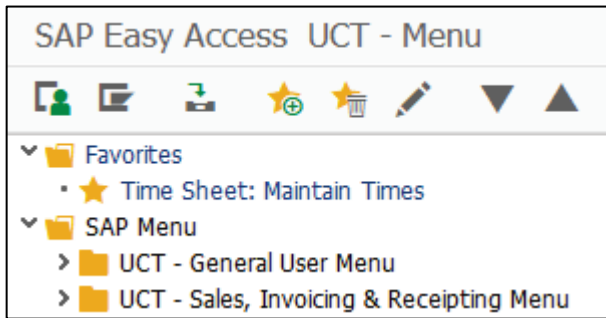 SAP Easy Access UCT - Menu
Favorites
Time Sheet: Maintain Times
SAP Menu
UCT - General User Menu
UCT - Sales, Invoicing & Receipting Menu